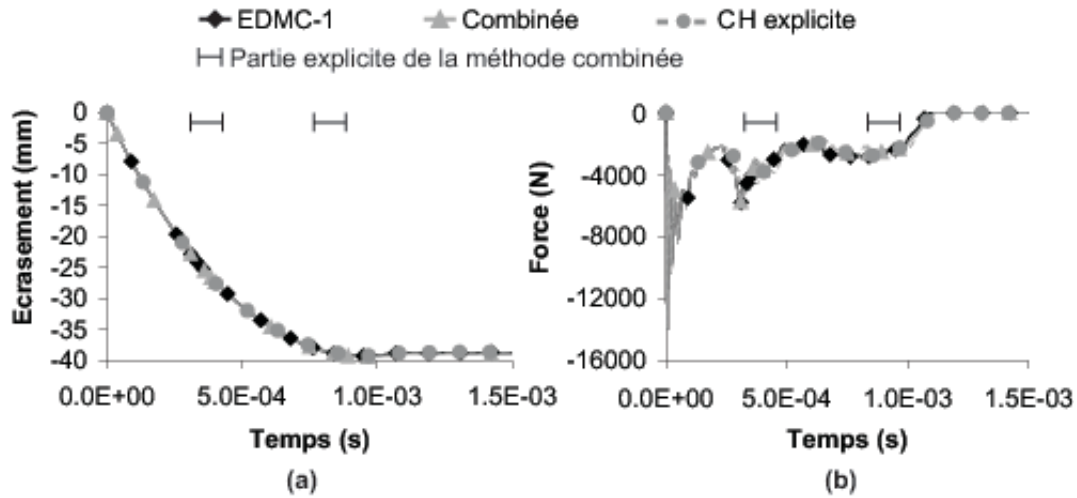 EDMC-1 Combinée CH explicite
Partie explicite de la méthode combinée
Ecrasement (mm)
0
-5
-10
-15
-20
-25
-30
-35
-40
0.0E+00 5.0E-04 1.0E-03 1.5E-03
Temps (s)
(a)
Force (N)
0
-4000
-8000
-12000
-16000
0.0E+00 5.0E-04 1.0E-03 1.5E-03
Temps (s)
(b)